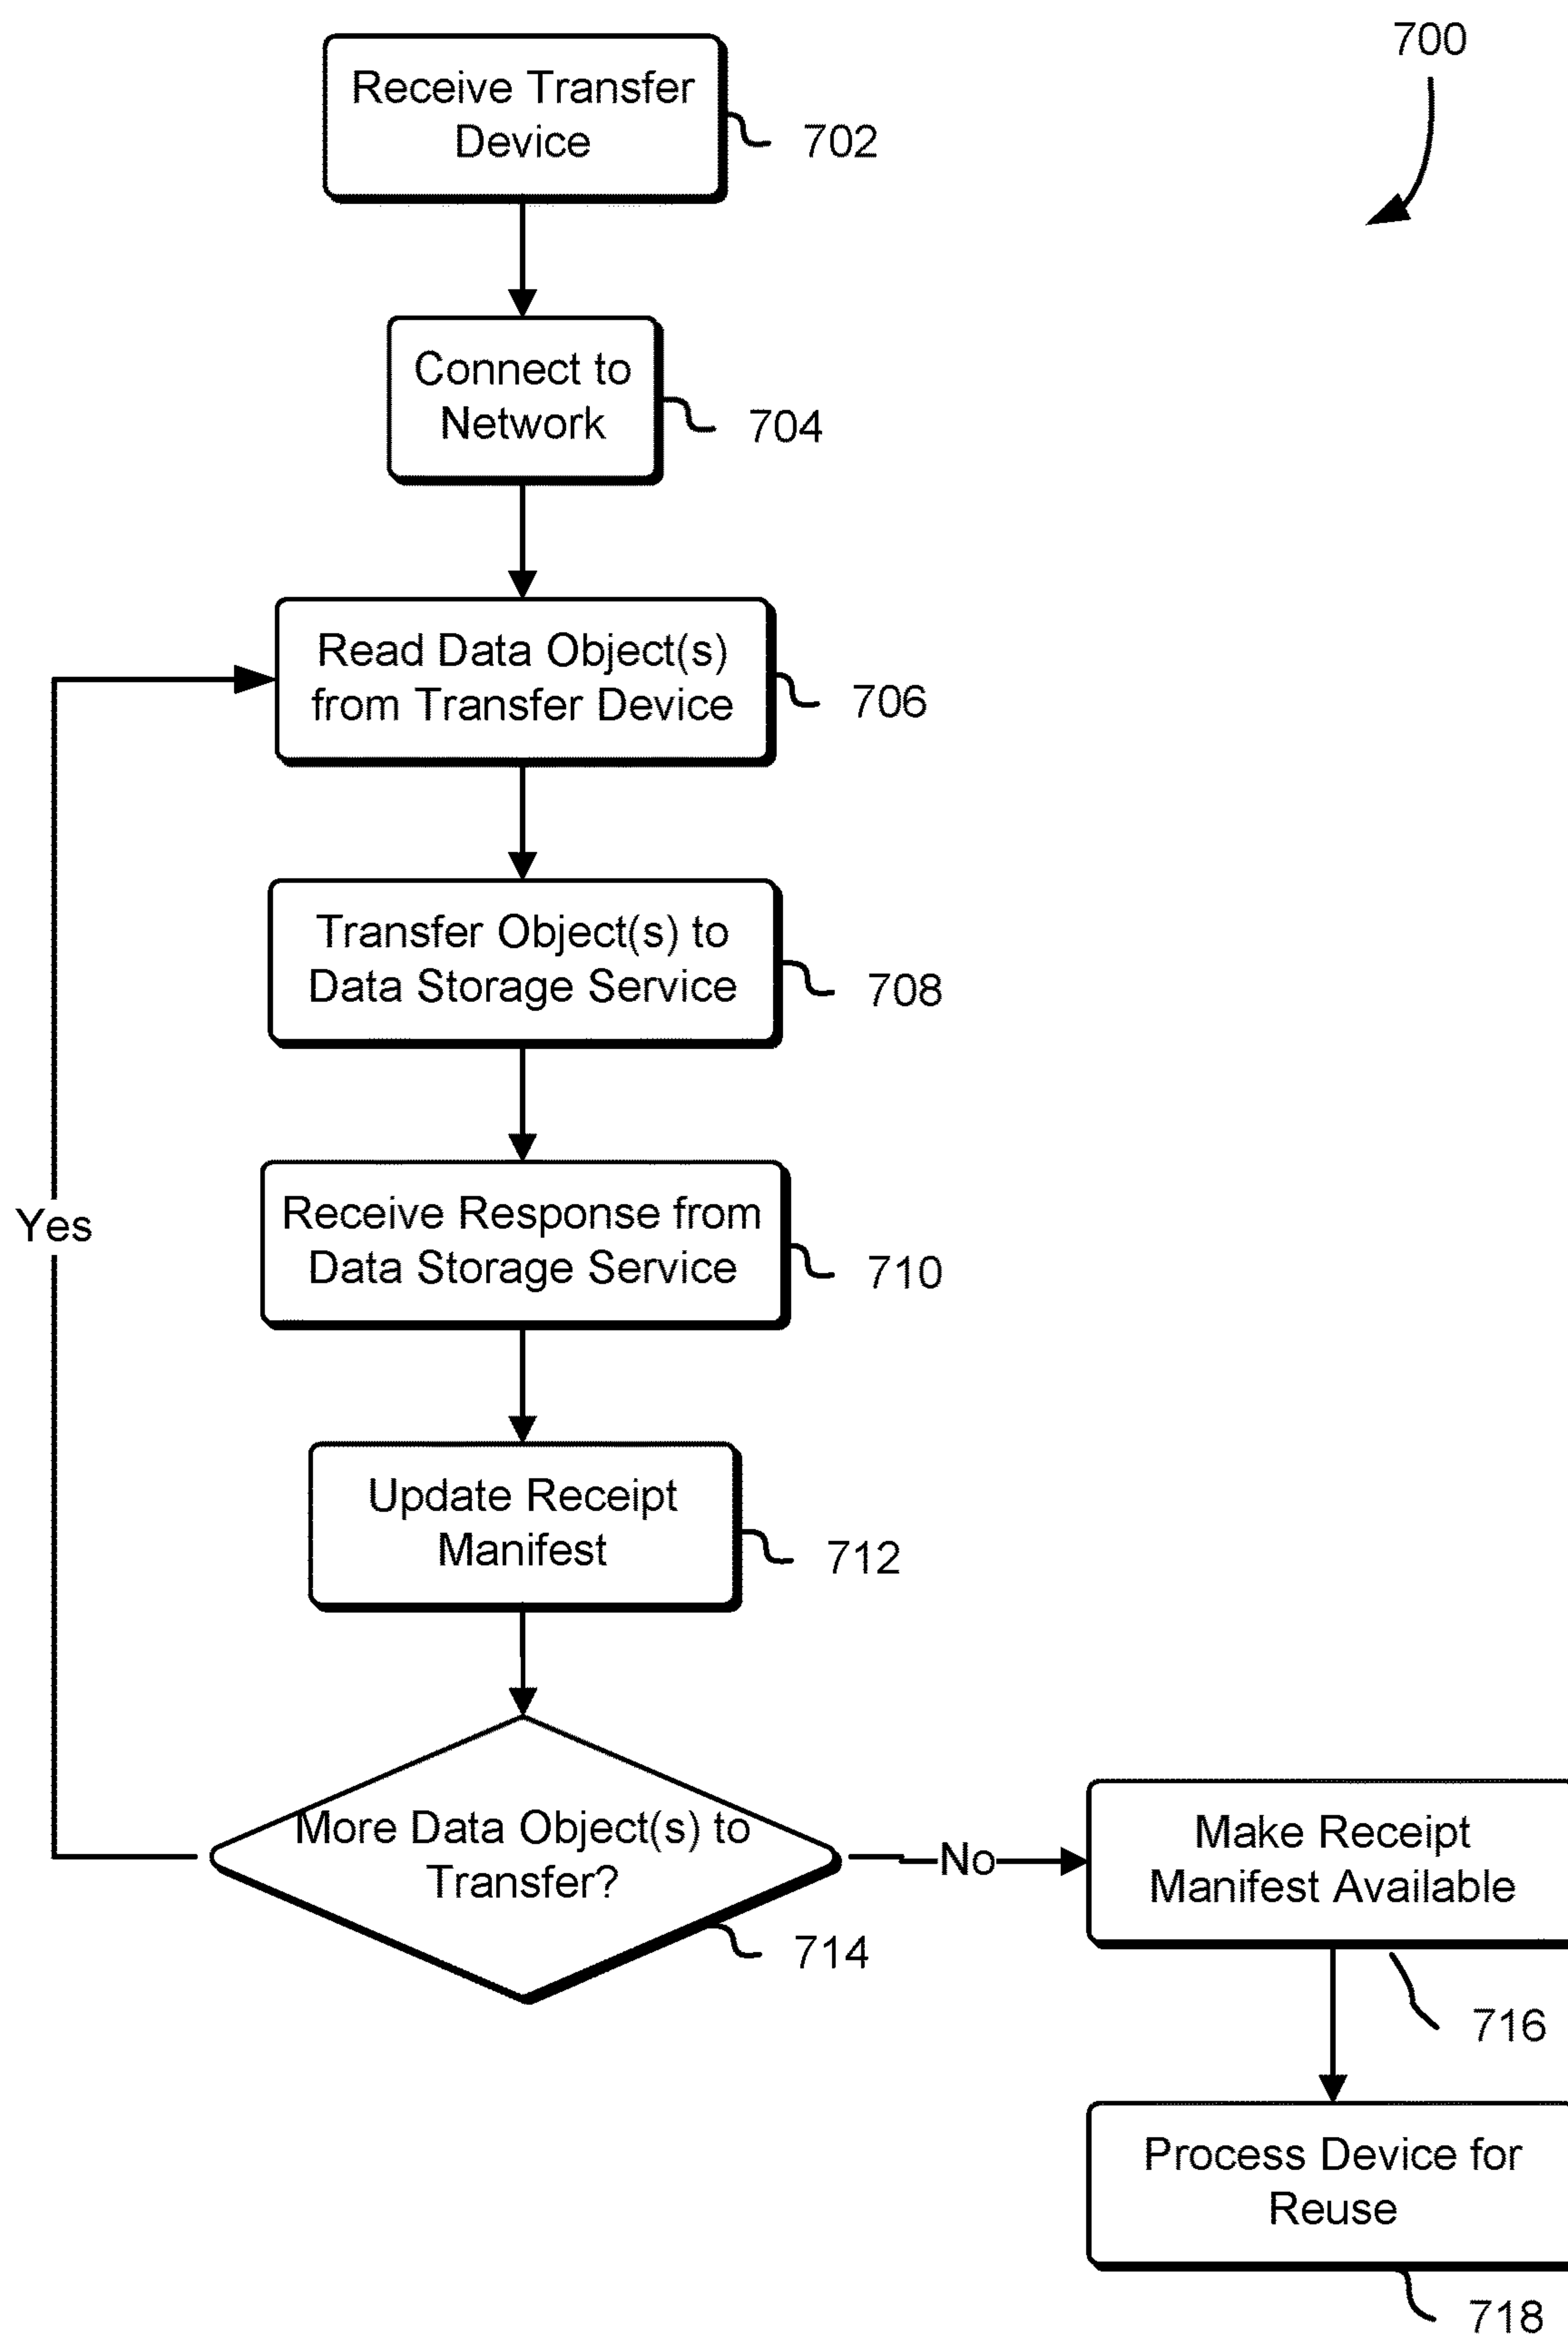 700
Receive Transfer
Device
702
Connect to
Network
704
Read Data Object(s)
from Transfer Device
706
Transfer Object(s) to
Data Storage Service
708
Receive Response from
Data Storage Service
710
Yes
Update Receipt
Manifest
712
More Data Object(s) to
Transfer?
714
No
Make Receipt
Manifest Available
716
Process Device for
Reuse
718